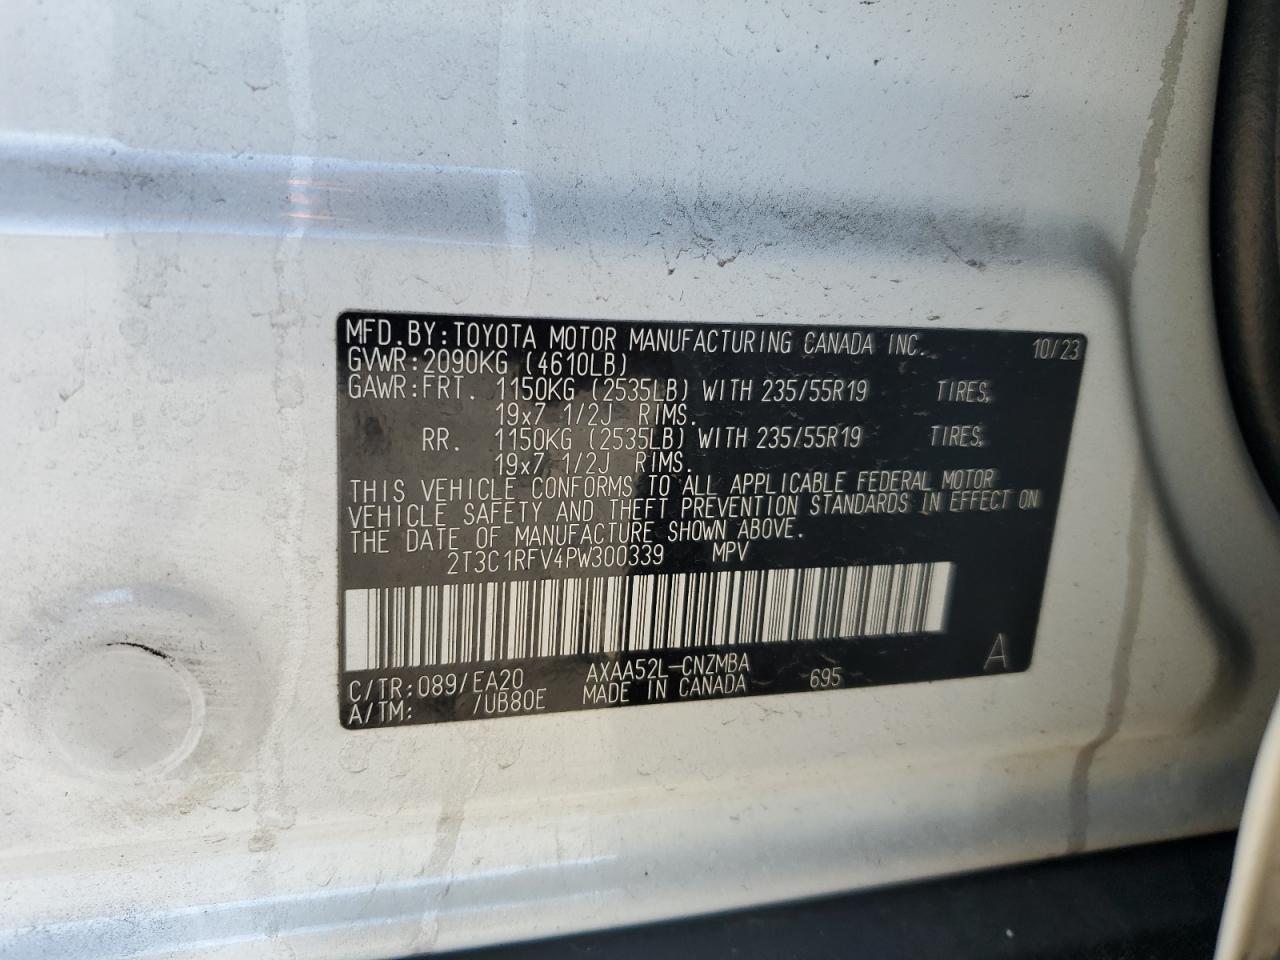 MFD.BY:TOYOTA MOTOR MANUFACTURING CANADA INC. 10/23
GVWR:2090KG (4610LB)
GAWR:FRT. 1150KG (2535LB) WITH 235/55R19 TIRES,
19x7 1/2J RIMS.
RR. 1150KG (2535LB) WITH 235/55R19 TIRES,
19x7 1/2J RIMS.
THIS VEHICLE CONFORMS TO ALL APPLICABLE FEDERAL MOTOR
VEHICLE SAFETY AND THEFT PREVENTION STANDARDS IN EFFECT ON
THE DATE OF MANUFACTURE SHOWN ABOVE.
2T3C1RFV4PW300339 MPV
A
C/TR:089/EA20 AXAA52L-CNZMBA
A/TM: /UB80E MADE IN CANADA 695